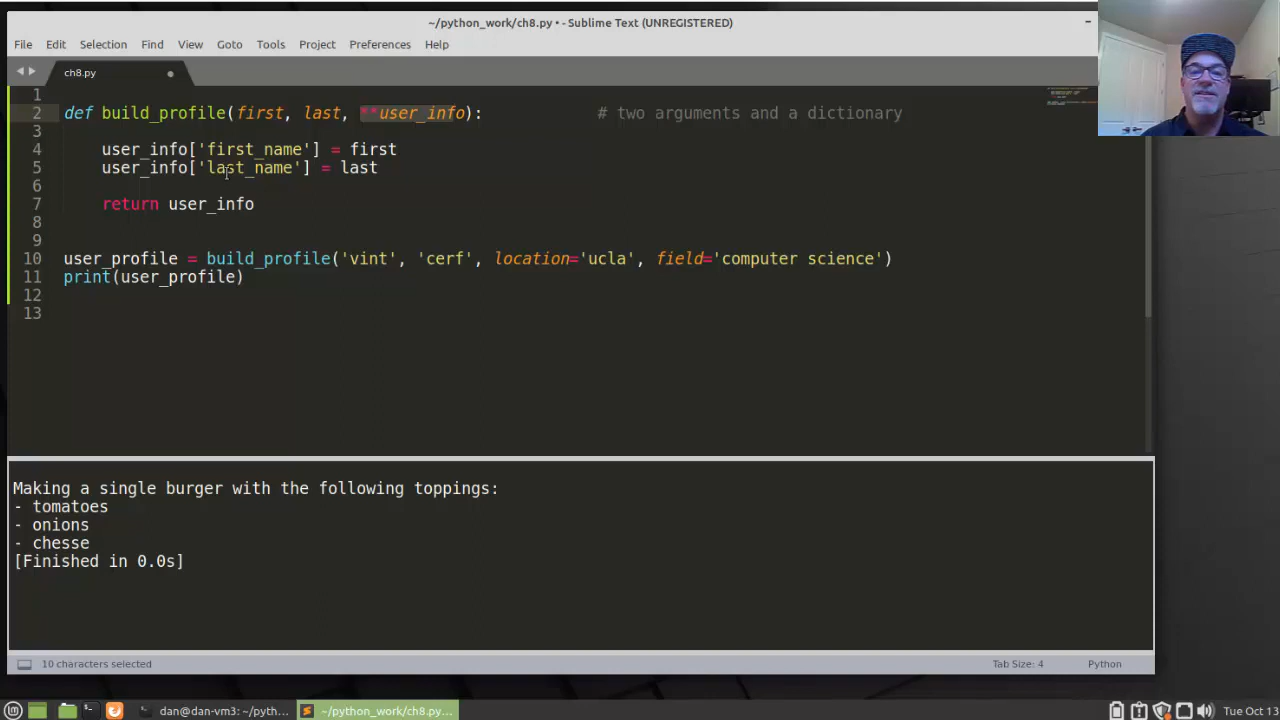 ~/python_work/ch8.py • - Sublime Text (UNREGISTERED)
File Edit Selection Find View Goto Tools Project Preferences Help
ch8.py
1
2 def build_profile(first, last, **user_info): # two arguments and a dictionary
3
4 user_info['first_name'] = first
5 user_info['last_name'] = last
6
7 return user_info
8
9
10 user_profile = build_profile('vint', 'cerf', location='ucla', field='computer science')
11 print(user_profile)
12
13
Making a single burger with the following toppings:
- tomatoes
- onions
- chesse
[Finished in 0.0s]
10 characters selected Tab Size: 4 Python
dan@dan-vm3: ~/pyth... ~/python_work/ch8.py... Tue Oct 13